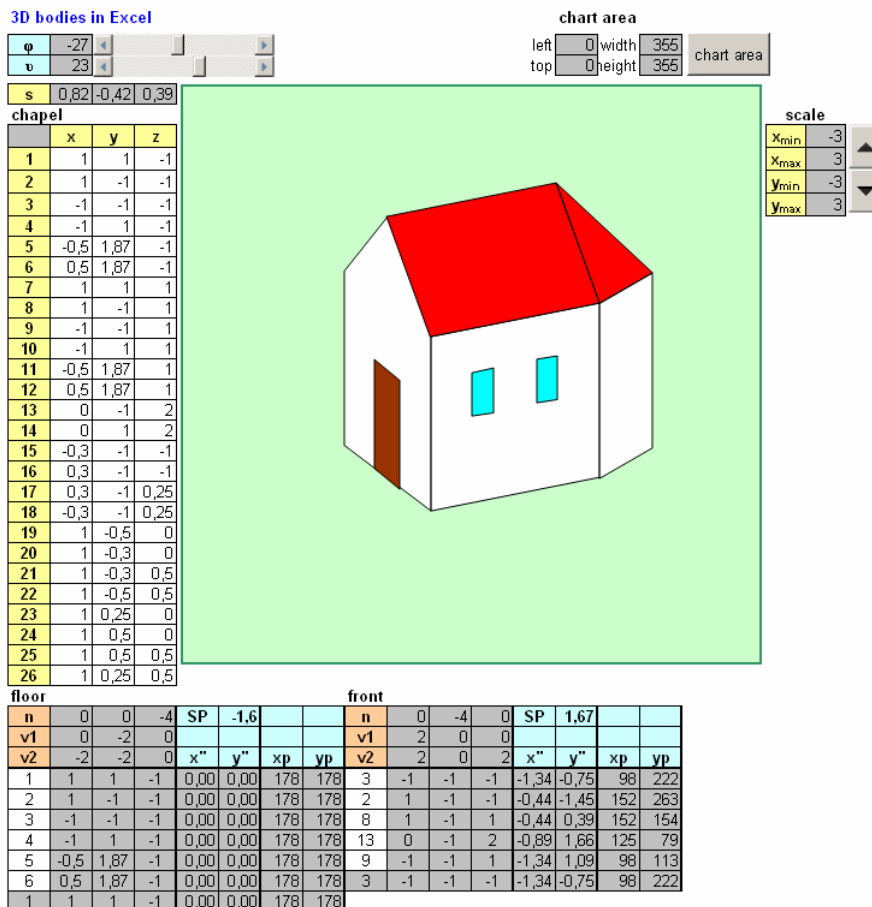 3D bodies in Excel chart area
φ -27 left 0 width 355 chart area
υ 23 top 0 height 355
s 0,82 -0,42 0,39
chapel scale
x y z xmin -3
1 1 1 -1 xmax 3
2 1 -1 -1 ymin -3
3 -1 -1 -1 ymax 3
4 -1 1 -1
5 -0,5 1,87 -1
6 0,5 1,87 -1
7 1 1 1
8 1 -1 1
9 -1 -1 1
10 -1 1 1
11 -0,5 1,87 1
12 0,5 1,87 1
13 0 -1 2
14 0 1 2
15 -0,3 -1 -1
16 0,3 -1 -1
17 0,3 -1 0,25
18 -0,3 -1 0,25
19 1 -0,5 0
20 1 -0,3 0
21 1 -0,3 0,5
22 1 -0,5 0,5
23 1 0,25 0
24 1 0,5 0
25 1 0,5 0,5
26 1 0,25 0,5
floor front
n 0 0 -4 SP -1,6 n 0 -4 0 SP 1,67
v1 0 -2 0 v1 2 0 0
v2 -2 -2 0 x" y" xp yp v2 2 0 2 x" y" xp yp
1 1 1 -1 0,00 0,00 178 178 3 -1 -1 -1 -1,34 -0,75 98 222
2 1 -1 -1 0,00 0,00 178 178 2 1 -1 -1 -0,44 -1,45 152 263
3 -1 -1 -1 0,00 0,00 178 178 8 1 -1 1 -0,44 0,39 152 154
4 -1 1 -1 0,00 0,00 178 178 13 0 -1 2 -0,89 1,66 125 79
5 -0,5 1,87 -1 0,00 0,00 178 178 9 -1 -1 1 -1,34 1,09 98 113
6 0,5 1,87 -1 0,00 0,00 178 178 3 -1 -1 -1 -1,34 -0,75 98 222
1 1 1 -1 0,00 0,00 178 178